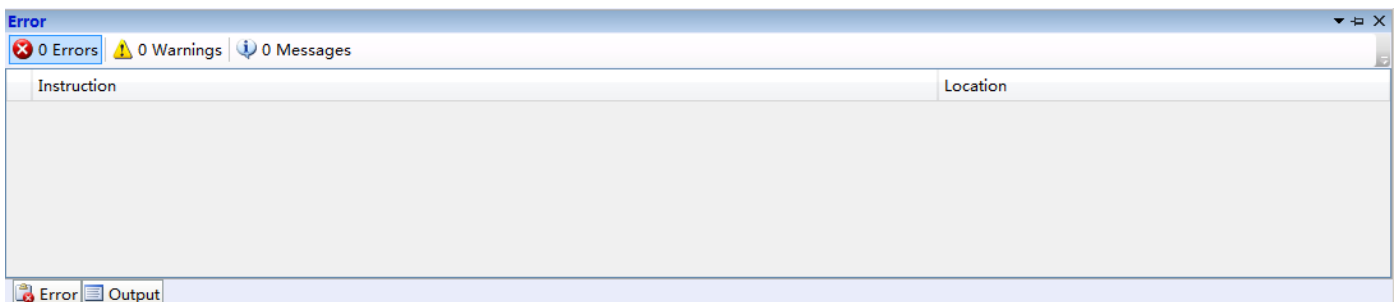 Error
0 Errors 0 Warnings 0 Messages
Instruction Location
Error Output